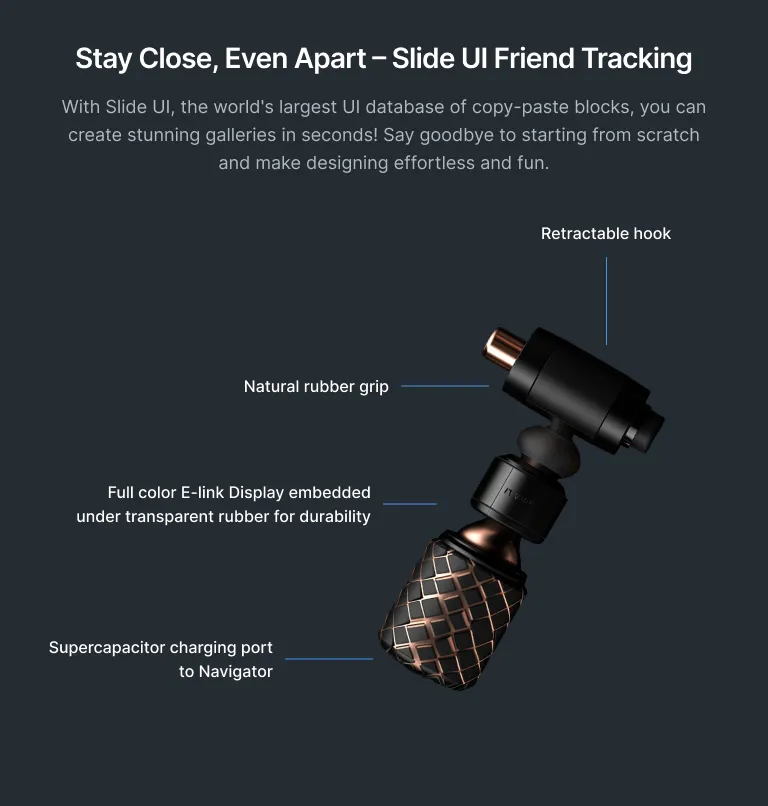 Stay Close, Even Apart – Slide UI Friend Tracking
With Slide UI, the world's largest UI database of copy-paste blocks, you can
create stunning galleries in seconds! Say goodbye to starting from scratch
and make designing effortless and fun.
Retractable hook
Natural rubber grip
Full color E-link Display embedded
under transparent rubber for durability
Supercapacitor charging port
to Navigator